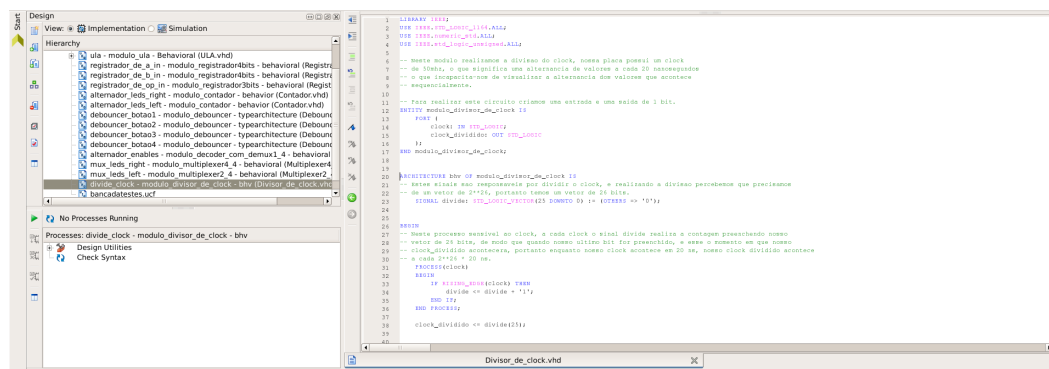 Start
Design
View:
Implementation
Simulation
Hierarchy
ula - modulo_ula - Behavioral (ULA.vhd)
registrador_de_a_in - modulo_registrador4bits - behavioral (Registra
registrador_de_b_in - modulo_registrador4bits - behavioral (Registra
registrador_de_op_in - modulo_registrador3bits - behavioral (Regist
alternador_leds_right - modulo_contador - behavior (Contador.vhd)
alternador_leds_left - modulo_contador - behavior (Contador.vhd)
debouncer_botao1 - modulo_debouncer - typearchitecture (Debounc
debouncer_botao2 - modulo_debouncer - typearchitecture (Debounc
debouncer_botao3 - modulo_debouncer - typearchitecture (Debounc
debouncer_botao4 - modulo_debouncer - typearchitecture (Debounc
alternador_enables - modulo_decoder_com_demux1_4 - behavioral
mux_leds_right - modulo_multiplexer4_4 - behavioral (Multiplexer4
mux_leds_left - modulo_multiplexer2_4 - behavioral (Multiplexer2_
divide_clock - modulo_divisor_de_clock - bhv (Divisor_de_clock.vhd
bancadatestes.ucf
No Processes Running
Processes: divide_clock - modulo_divisor_de_clock - bhv
Design Utilities
Check Syntax
1 LIBRARY IEEE;
2 USE IEEE.STD_LOGIC_1164.ALL;
3 USE IEEE.numeric_std.ALL;
4 USE IEEE.std_logic_unsigned.ALL;
5
6 -- Neste modulo realizamos a divisao do clock, nossa placa possui um clock
7 -- de 50mhz, o que significa uma alternancia de valores a cada 20 nanosegundos
8 -- o que incapacita-nos de visualizar a alternancia dos valores que acontece
9 -- sequencialmente.
10
11 -- Para realizar este circuito criamos uma entrada e uma saida de 1 bit.
12 ENTITY modulo_divisor_de_clock IS
13 PORT (
14 clock: IN STD_LOGIC;
15 clock_dividido: OUT STD_LOGIC
16 );
17 END modulo_divisor_de_clock;
18
19
20 ARCHITECTURE bhv OF modulo_divisor_de_clock IS
21 -- Estes sinais sao responsaveis por dividir o clock, e realizando a divisao percebemos que precisamos
22 -- de um vetor de 2**26, portanto temos um vetor de 26 bits.
23 SIGNAL divide: STD_LOGIC_VECTOR(25 DOWNTO 0) := (OTHERS => '0');
24
25
26 BEGIN
27 -- Neste processo sensivel ao clock, a cada clock o sinal divide realiza a contagem preenchendo nosso
28 -- vetor de 26 bits, de modo que quando nosso ultimo bit for preenchido, e esse o momento em que nosso
29 -- clock_dividido acontecera, portanto enquanto nosso clock acontece em 20 ns, nosso clock dividido acontece
30 -- a cada 2**26 * 20 ns.
31 PROCESS(clock)
32 BEGIN
33 IF RISING_EDGE(clock) THEN
34 divide <= divide + '1';
35 END IF;
36 END PROCESS;
37
38 clock_dividido <= divide(25);
39
40
Divisor_de_clock.vhd